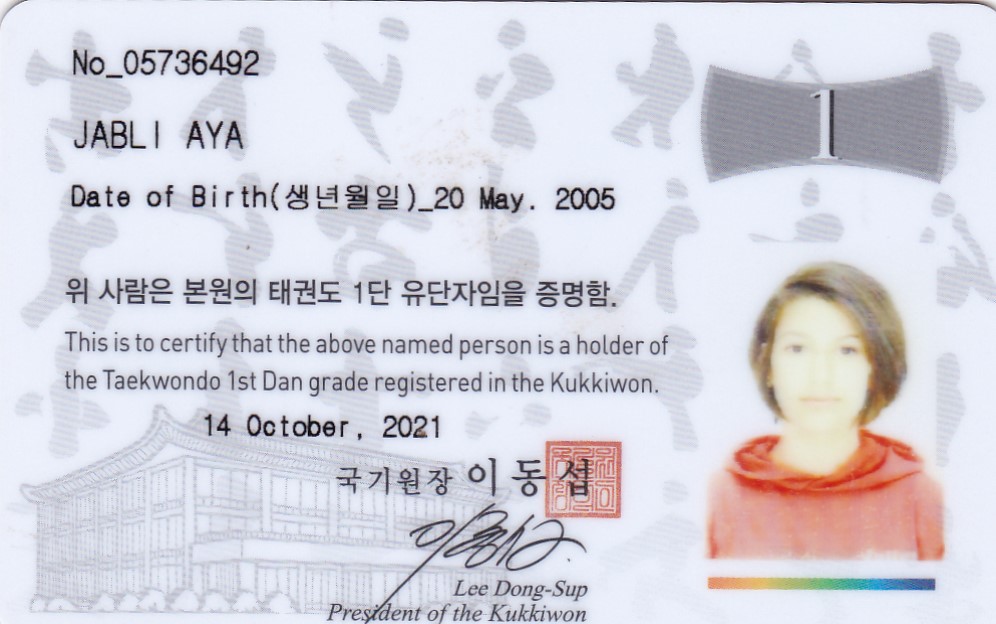 No_05736492
1
JABLI AYA
Date of Birth(생년월일)_20 May. 2005
위 사람은 본원의 태권도 1단 유단자임을 증명함.
This is to certify that the above named person is a holder of
the Taekwondo 1st Dan grade registered in the Kukkiwon.
14 October, 2021
국기원장 이동섭
Lee Dong-Sup
President of the Kukkiwon